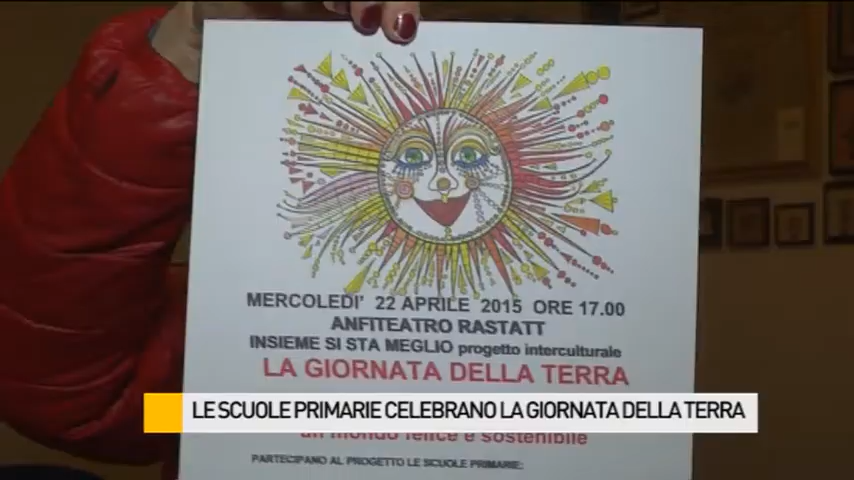 MERCOLEDI' 22 APRILE 2015 ORE 17.00
ANFITEATRO RASTATT
INSIEME SI STA MEGLIO progetto interculturale
LA GIORNATA DELLA TERRA
LE SCUOLE PRIMARIE CELEBRANO LA GIORNATA DELLA TERRA
un mondo felice e sostenibile
PARTECIPANO AL PROGETTO LE SCUOLE PRIMARIE: